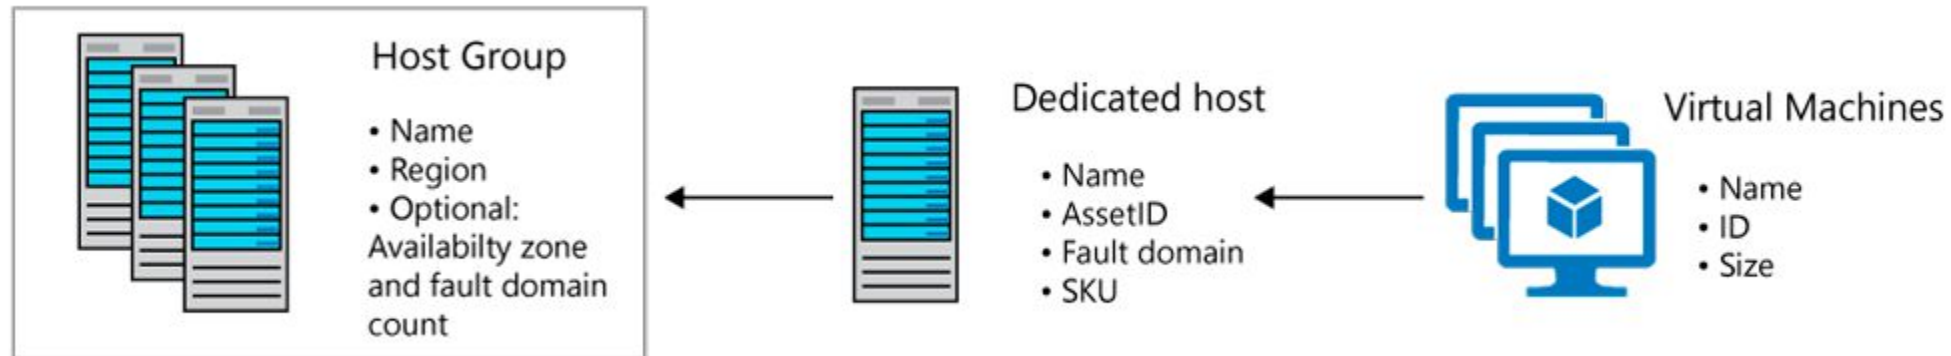 Host Group
• Name
• Region
• Optional:
Availabilty zone
and fault domain
count
Dedicated host
• Name
• AssetID
• Fault domain
• SKU
Virtual Machines
• Name
• ID
• Size